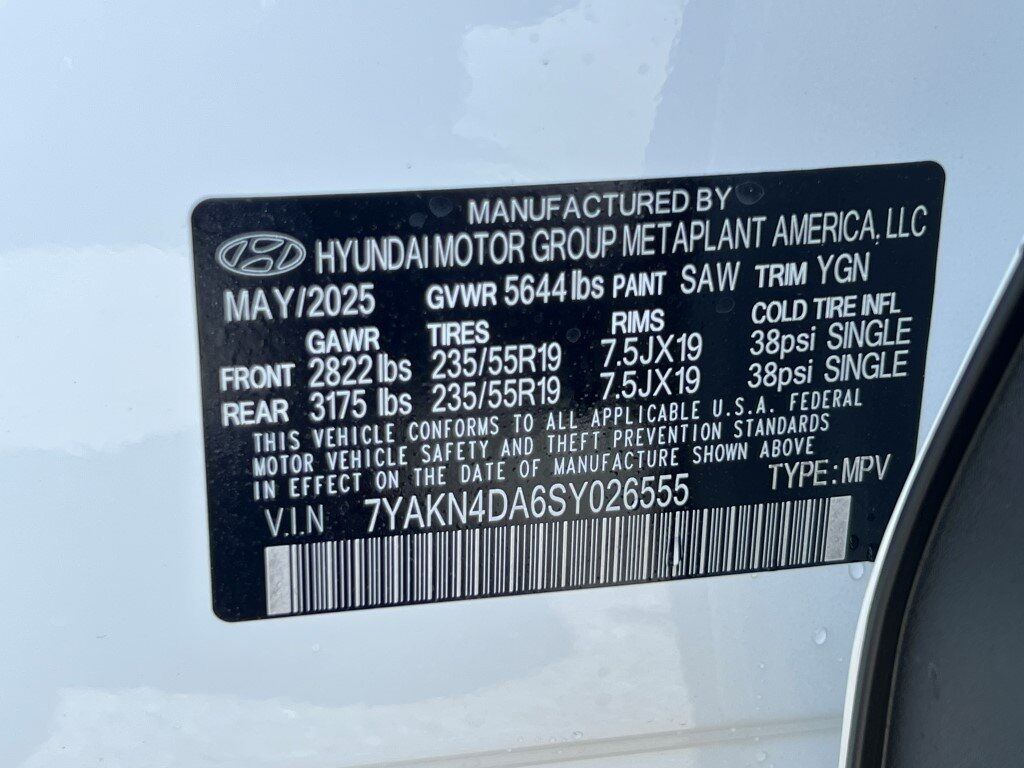 MANUFACTURED BY
HYUNDAI MOTOR GROUP METAPLANT AMERICA, LLC
MAY/2025 GVWR 5644 lbs PAINT SAW TRIM YGN
GAWR TIRES RIMS COLD TIRE INFL
FRONT 2822 lbs 235/55R19 7.5JX19 38psi SINGLE
REAR 3175 lbs 235/55R19 7.5JX19 38psi SINGLE
THIS VEHICLE CONFORMS TO ALL APPLICABLE U.S.A. FEDERAL
MOTOR VEHICLE SAFETY AND THEFT PREVENTION STANDARDS
IN EFFECT ON THE DATE OF MANUFACTURE SHOWN ABOVE
V.I.N 7YAKN4DA6SY026555 TYPE: MPV